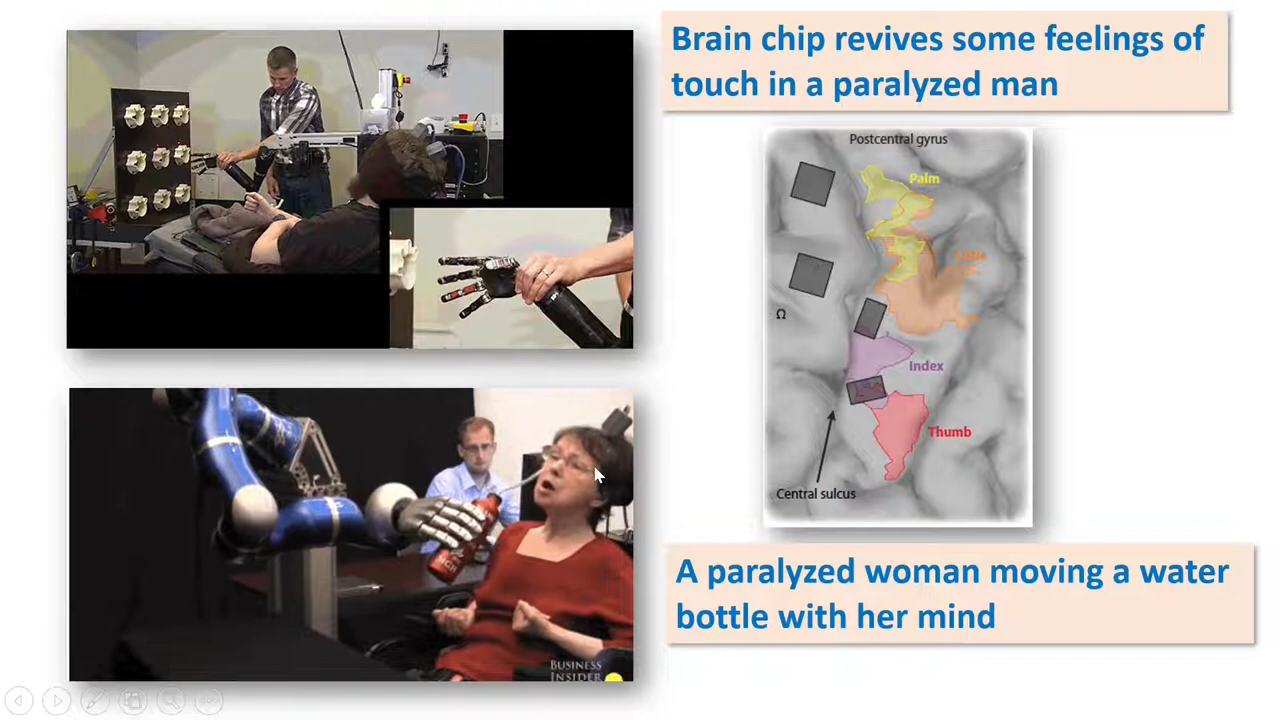 Brain chip revives some feelings of
touch in a paralyzed man
Postcentral gyrus
Palm
Ω
Index
Thumb
Central sulcus
A paralyzed woman moving a water
bottle with her mind
BUSINESS
INSIDER